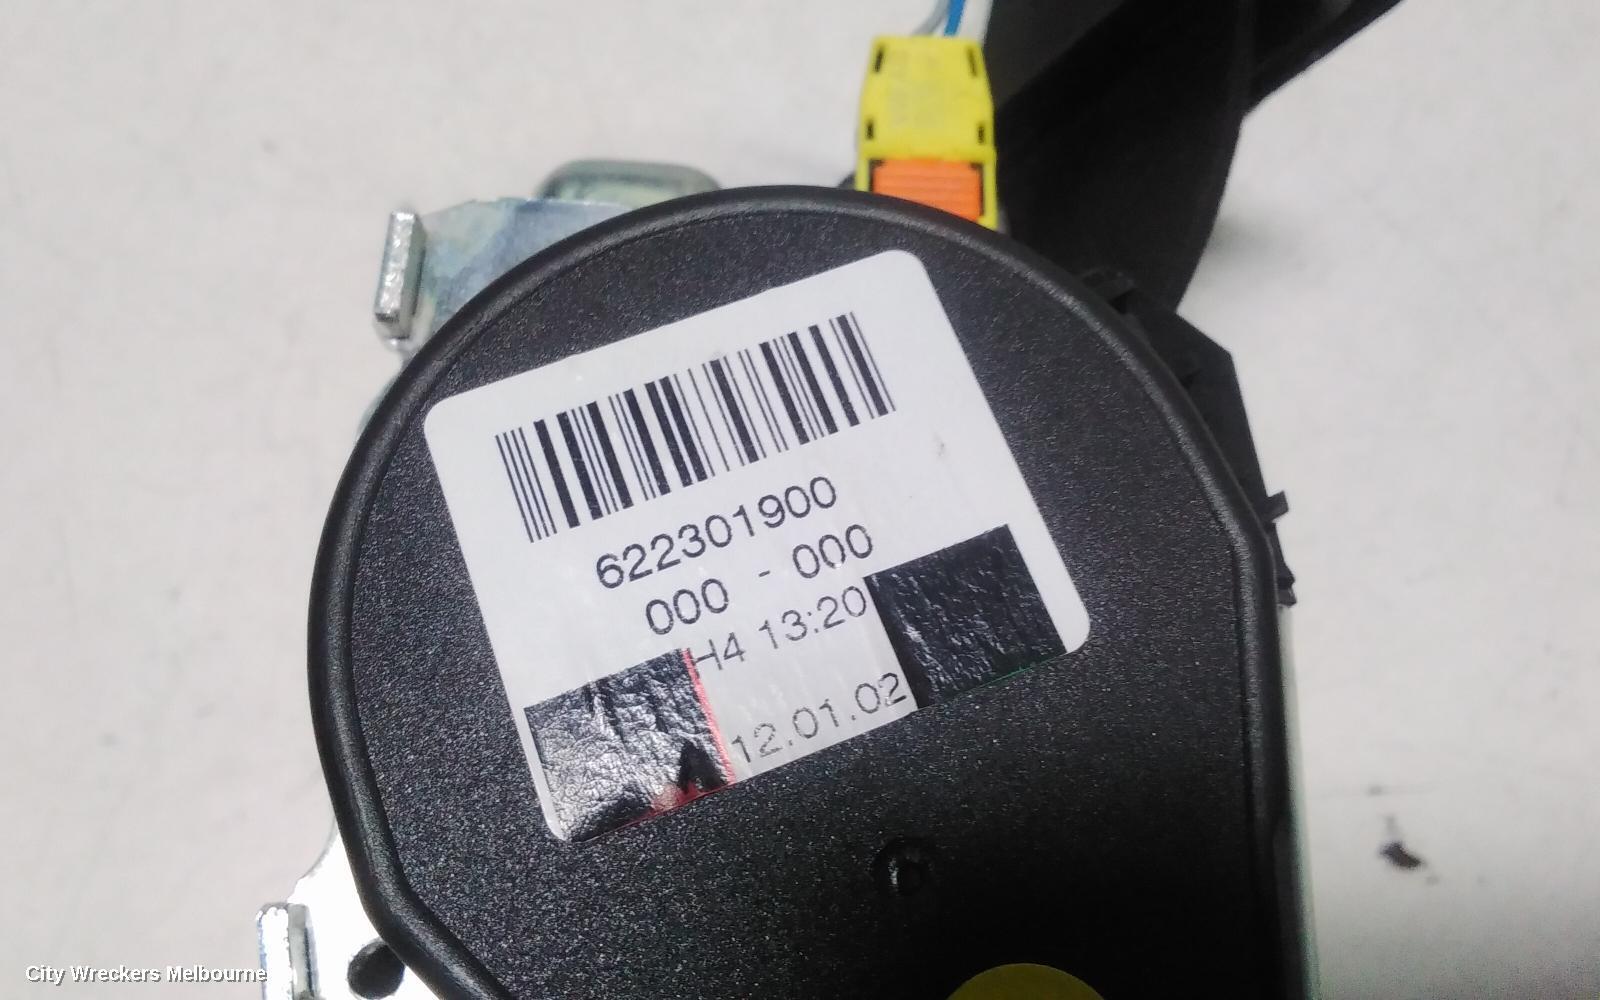 622301900
000 - 000
H4 13:20
12.01.02
City Wreckers Melbourne